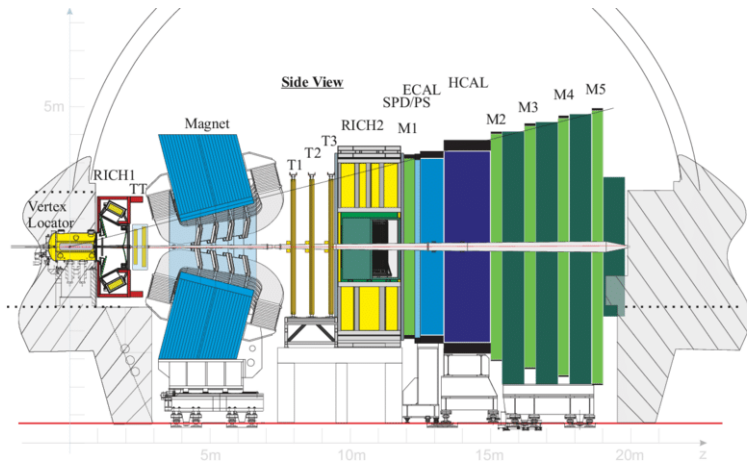 Side View
ECAL
HCAL
SPD/PS
M5
M4
M3
M2
5m
Magnet
RICH2
M1
T3
T2
T1
RICH1
TT
Vertex
Locator
5m
10m
15m
20m
z